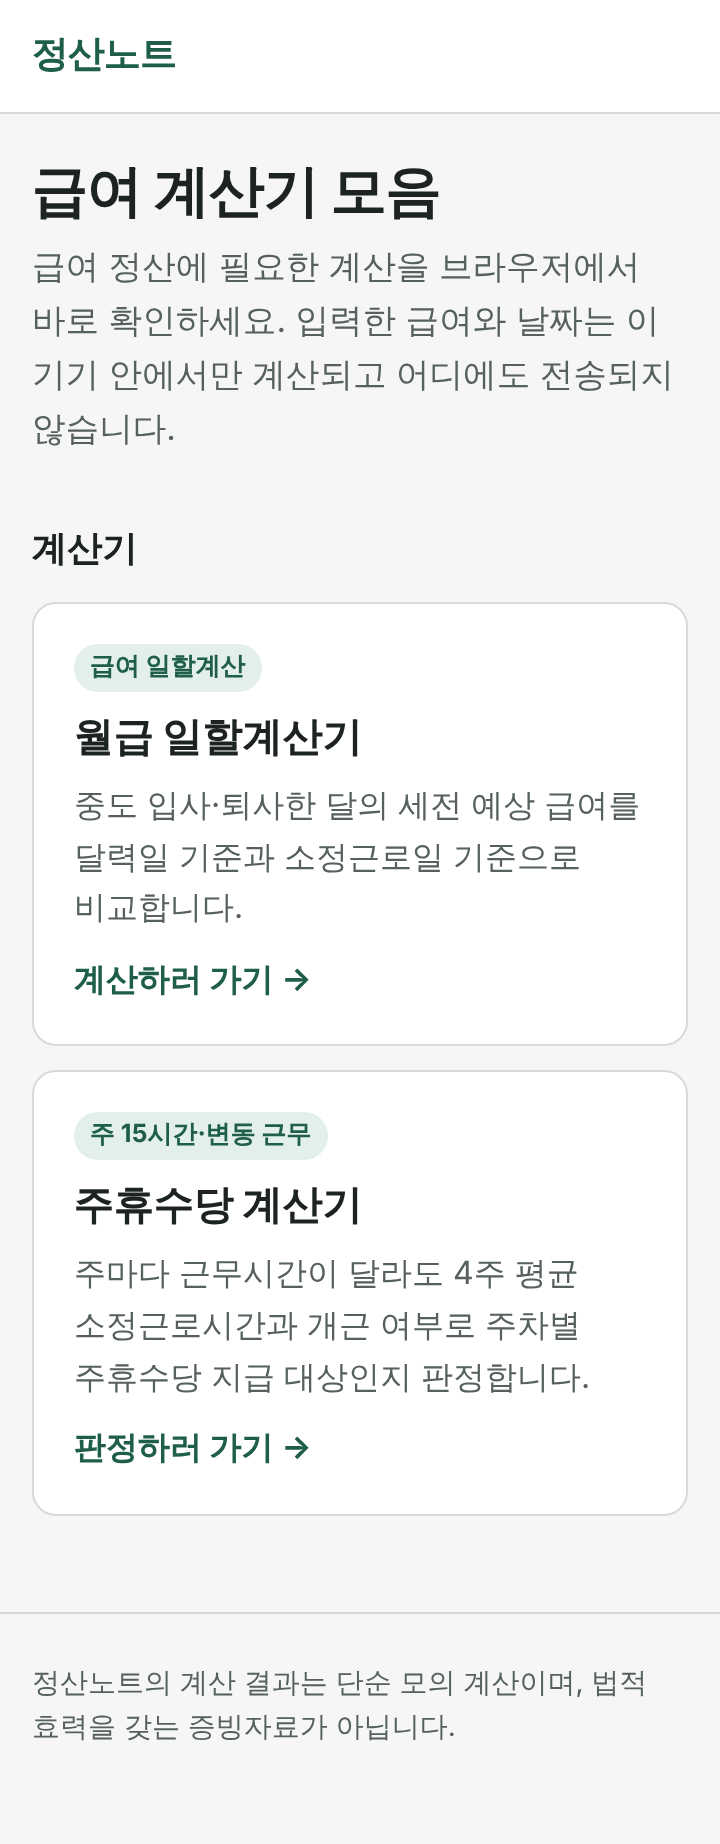 정산노트
급여 계산기 모음
급여 정산에 필요한 계산을 브라우저에서
바로 확인하세요. 입력한 급여와 날짜는 이
기기 안에서만 계산되고 어디에도 전송되지
않습니다.
계산기
급여 일할계산
월급 일할계산기
중도 입사·퇴사한 달의 세전 예상 급여를
달력일 기준과 소정근로일 기준으로
비교합니다.
계산하러 가기 →
주 15시간·변동 근무
주휴수당 계산기
주마다 근무시간이 달라도 4주 평균
소정근로시간과 개근 여부로 주차별
주휴수당 지급 대상인지 판정합니다.
판정하러 가기 →
정산노트의 계산 결과는 단순 모의 계산이며, 법적
효력을 갖는 증빙자료가 아닙니다.